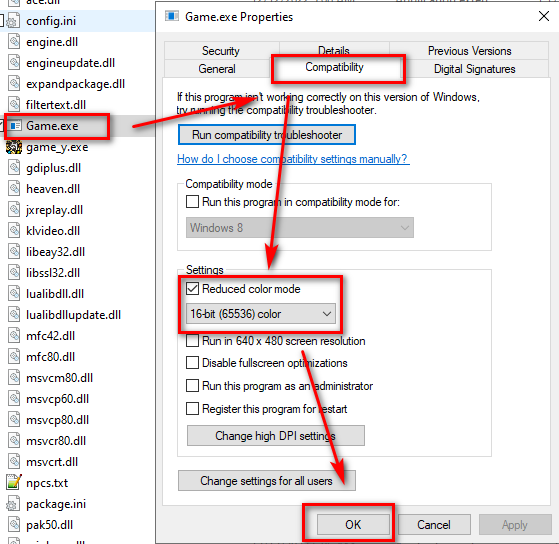 config.ini
engine.dll
engineupdate.dll
expandpackage.dll
filtertext.dll
Game.exe
game_y.exe
gdiplus.dll
heaven.dll
jxreplay.dll
klvideo.dll
libeay32.dll
libssl32.dll
lualibdll.dll
lualibdllupdate.dll
mfc42.dll
mfc80.dll
msvcm80.dll
msvcp60.dll
msvcp80.dll
msvcr80.dll
msvcrt.dll
npcs.txt
package.ini
pak50.dll
Game.exe Properties
Security Details Previous Versions
General Compatibility Digital Signatures
If this program isn't working correctly on this version of Windows,
try running the compatibility troubleshooter.
Run compatibility troubleshooter
How do I choose compatibility settings manually?
Compatibility mode
Run this program in compatibility mode for:
Windows 8
Settings
Reduced color mode
16-bit (65536) color
Run in 640 x 480 screen resolution
Disable fullscreen optimizations
Run this program as an administrator
Register this program for restart
Change high DPI settings
Change settings for all users
OK Cancel Apply